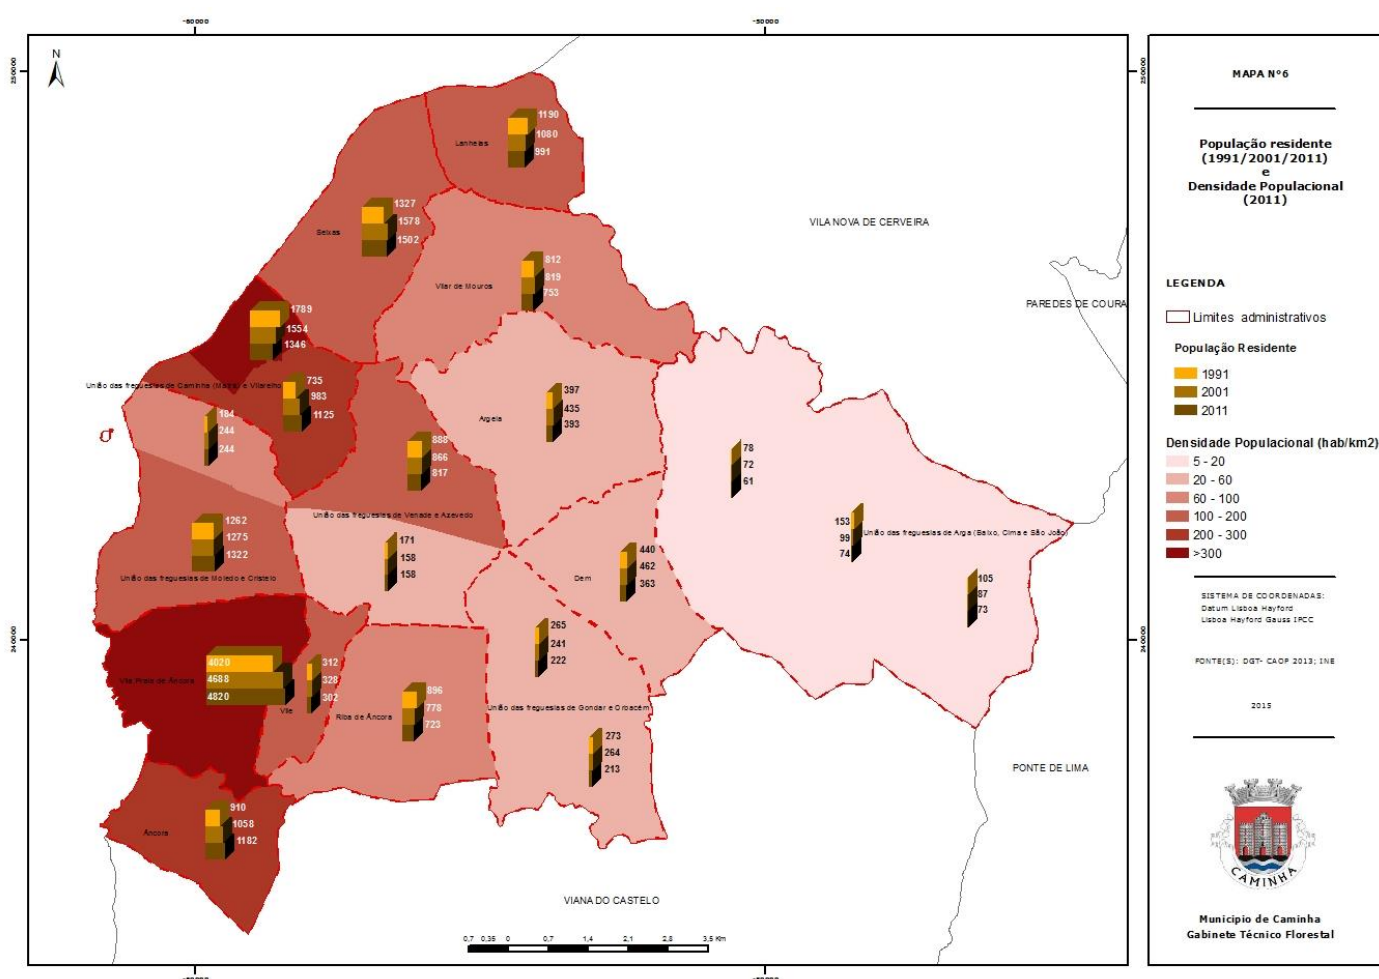 -60000
-50000
250000
250000
240000
240000
N
1190
1080
991
Lanhelas
1327
1578
1502
Seixas
VILA NOVA DE CERVEIRA
812
819
753
Vilar de Mouros
PAREDES DE COURA
1789
1554
1346
União das freguesias de Caminha (Matriz) e Vilarelho
735
983
1125
397
435
393
Argela
184
244
244
888
866
817
78
72
61
União das freguesias de Venade e Azevedo
153
99
74
União das freguesias de Arga (Baixo, Cima e São João)
1262
1275
1322
171
158
158
440
462
363
Dem
União das freguesias de Moledo e Cristelo
105
87
73
265
241
222
4020
4688
4820
Vila Praia de Âncora
312
328
302
Vile
896
778
723
Riba de Âncora
União das freguesias de Gondar e Orbacém
273
264
213
PONTE DE LIMA
910
1058
1182
Âncora
VIANA DO CASTELO
0,7 0,35 0 0,7 1,4 2,1 2,8 3,5 Km
MAPA Nº6
População residente
(1991/2001/2011)
e
Densidade Populacional
(2011)
LEGENDA
Limites administrativos
População Residente
1991
2001
2011
Densidade Populacional (hab/km2)
5 - 20
20 - 60
60 - 100
100 - 200
200 - 300
>300
SISTEMA DE COORDENADAS:
Datum Lisboa Hayford
Lisboa Hayford Gauss IPCC
FONTE(S): DGT- CAOP 2013; INE
2015
CAMINHA
Município de Caminha
Gabinete Técnico Florestal